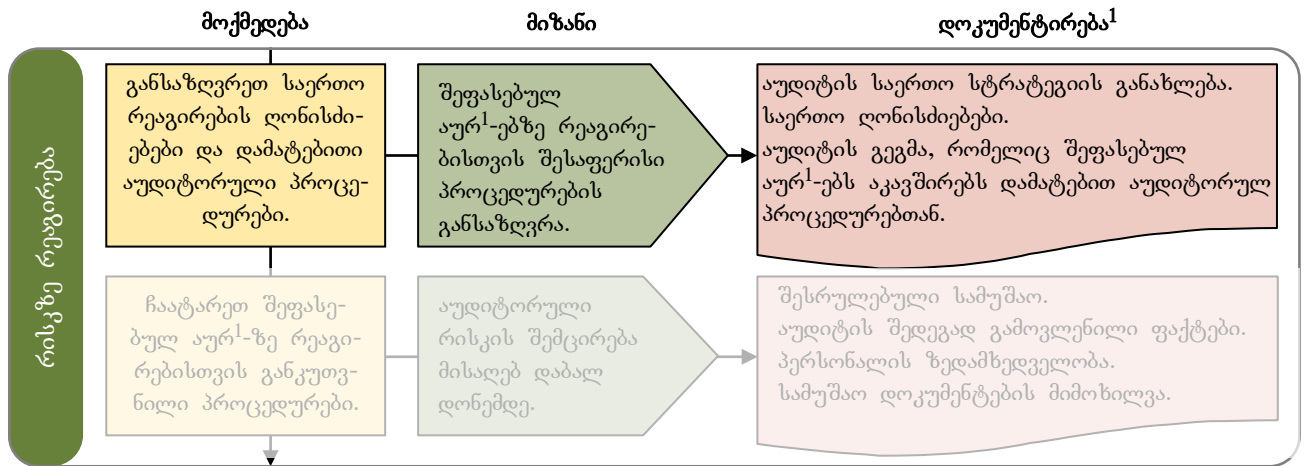 მოქმედება
მიზანი
დოკუმენტირება¹
რისკზე რეაგირება
განსაზღვრეთ საერთო
რეაგირების ღონისძი-
ებები და დამატებითი
აუდიტორული პროცე-
დურები.
შეფასებულ
აურ¹-ებზე რეაგირე-
ბისთვის შესაფერისი
პროცედურების
განსაზღვრა.
აუდიტის საერთო სტრატეგიის განახლება.
საერთო ღონისძიებები.
აუდიტის გეგმა, რომელიც შეფასებულ
აურ¹-ებს აკავშირებს დამატებით აუდიტორულ
პროცედურებთან.
ჩაატარეთ შეფასე-
ბულ აურ¹-ზე რეაგი-
რებისთვის განკუთვ-
ნილი პროცედურები.
აუდიტორული
რისკის შემცირება
მისაღებ დაბალ
დონემდე.
შესრულებული სამუშაო.
აუდიტის შედეგად გამოვლენილი ფაქტები.
პერსონალის ზედამხედველობა.
სამუშაო დოკუმენტების მიმოხილვა.